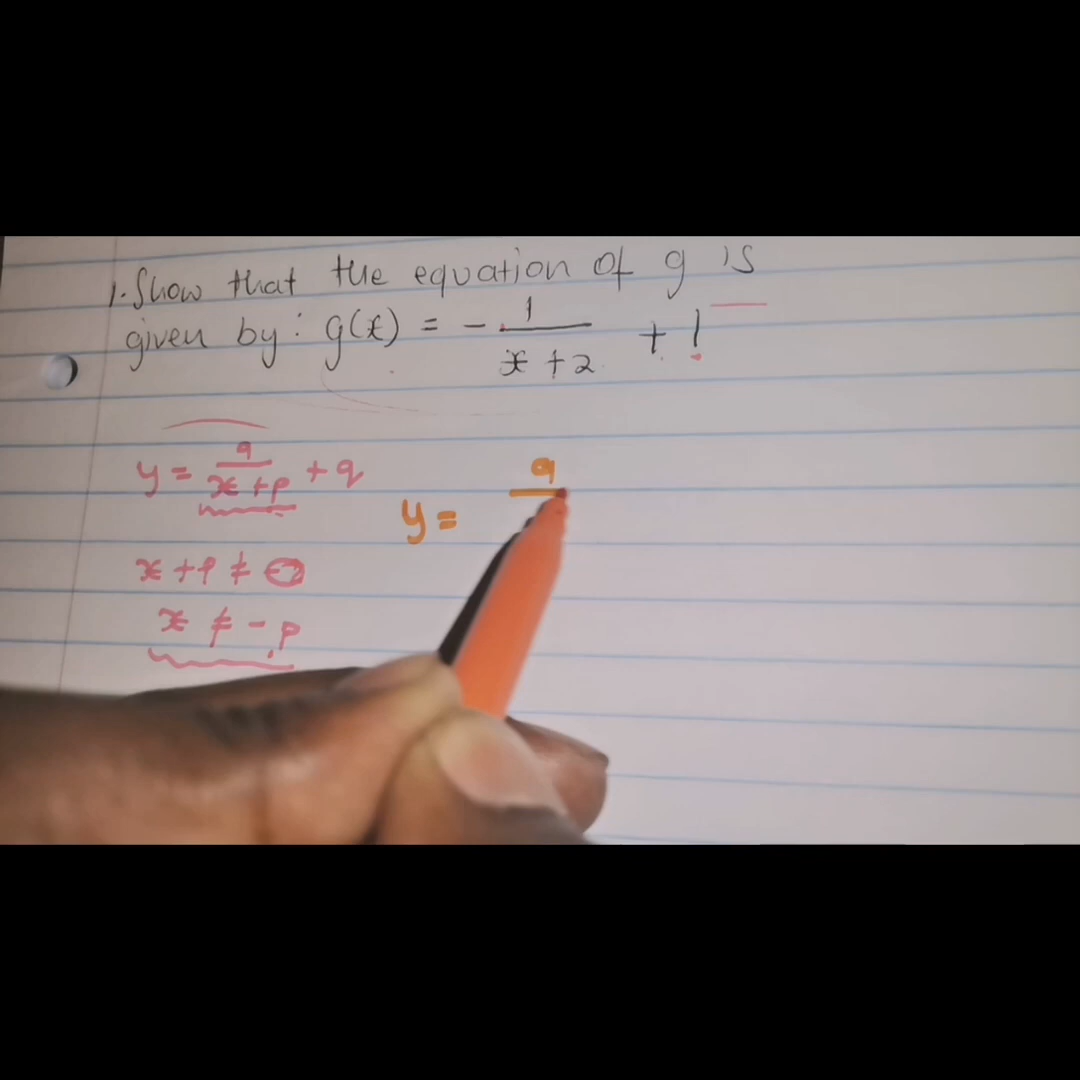 1. Show that the equation of g is
given by: g(x) = - 1/(x + 2) + 1
y = a/(x + p) + q
x + p ≠ 0
x ≠ - p
y = a/